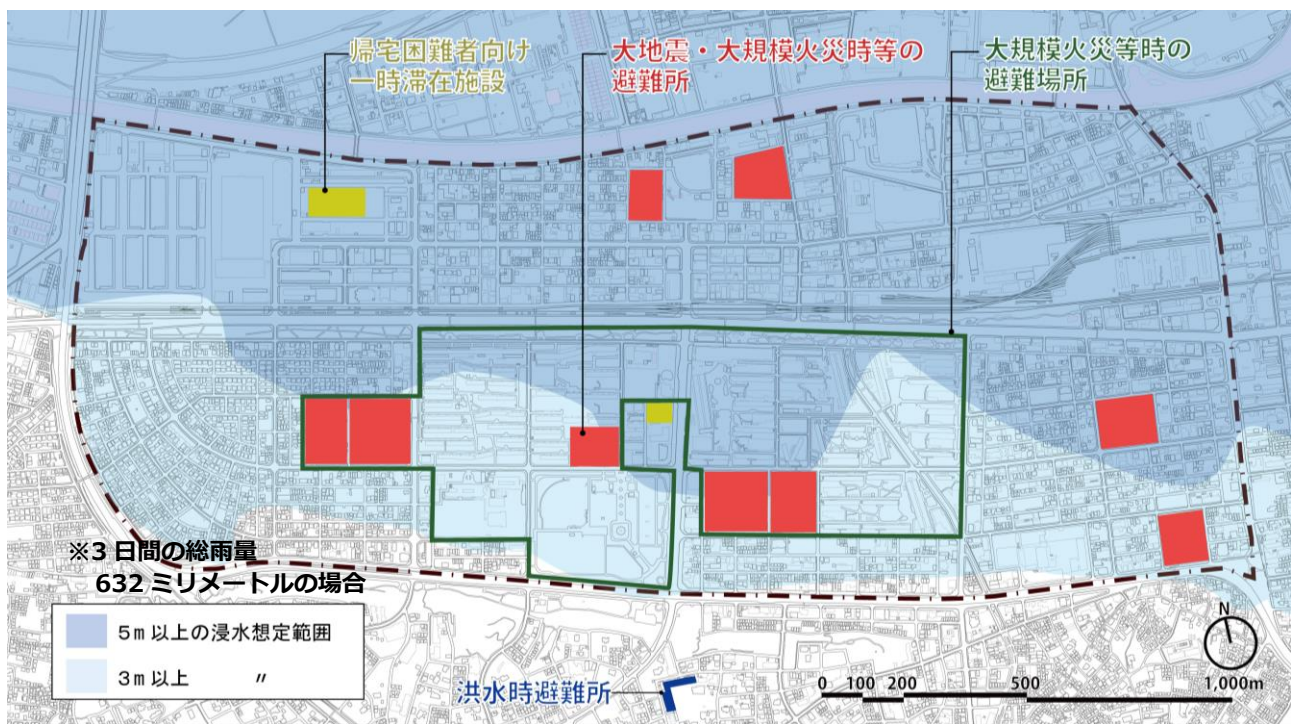 帰宅困難者向け
一時滞在施設
大地震・大規模火災時等の
避難所
大規模火災等時の
避難場所
※3日間の総雨量
632ミリメートルの場合
5m以上の浸水想定範囲
3m以上 〃
洪水時避難所
N
0 100 200 500 1,000m